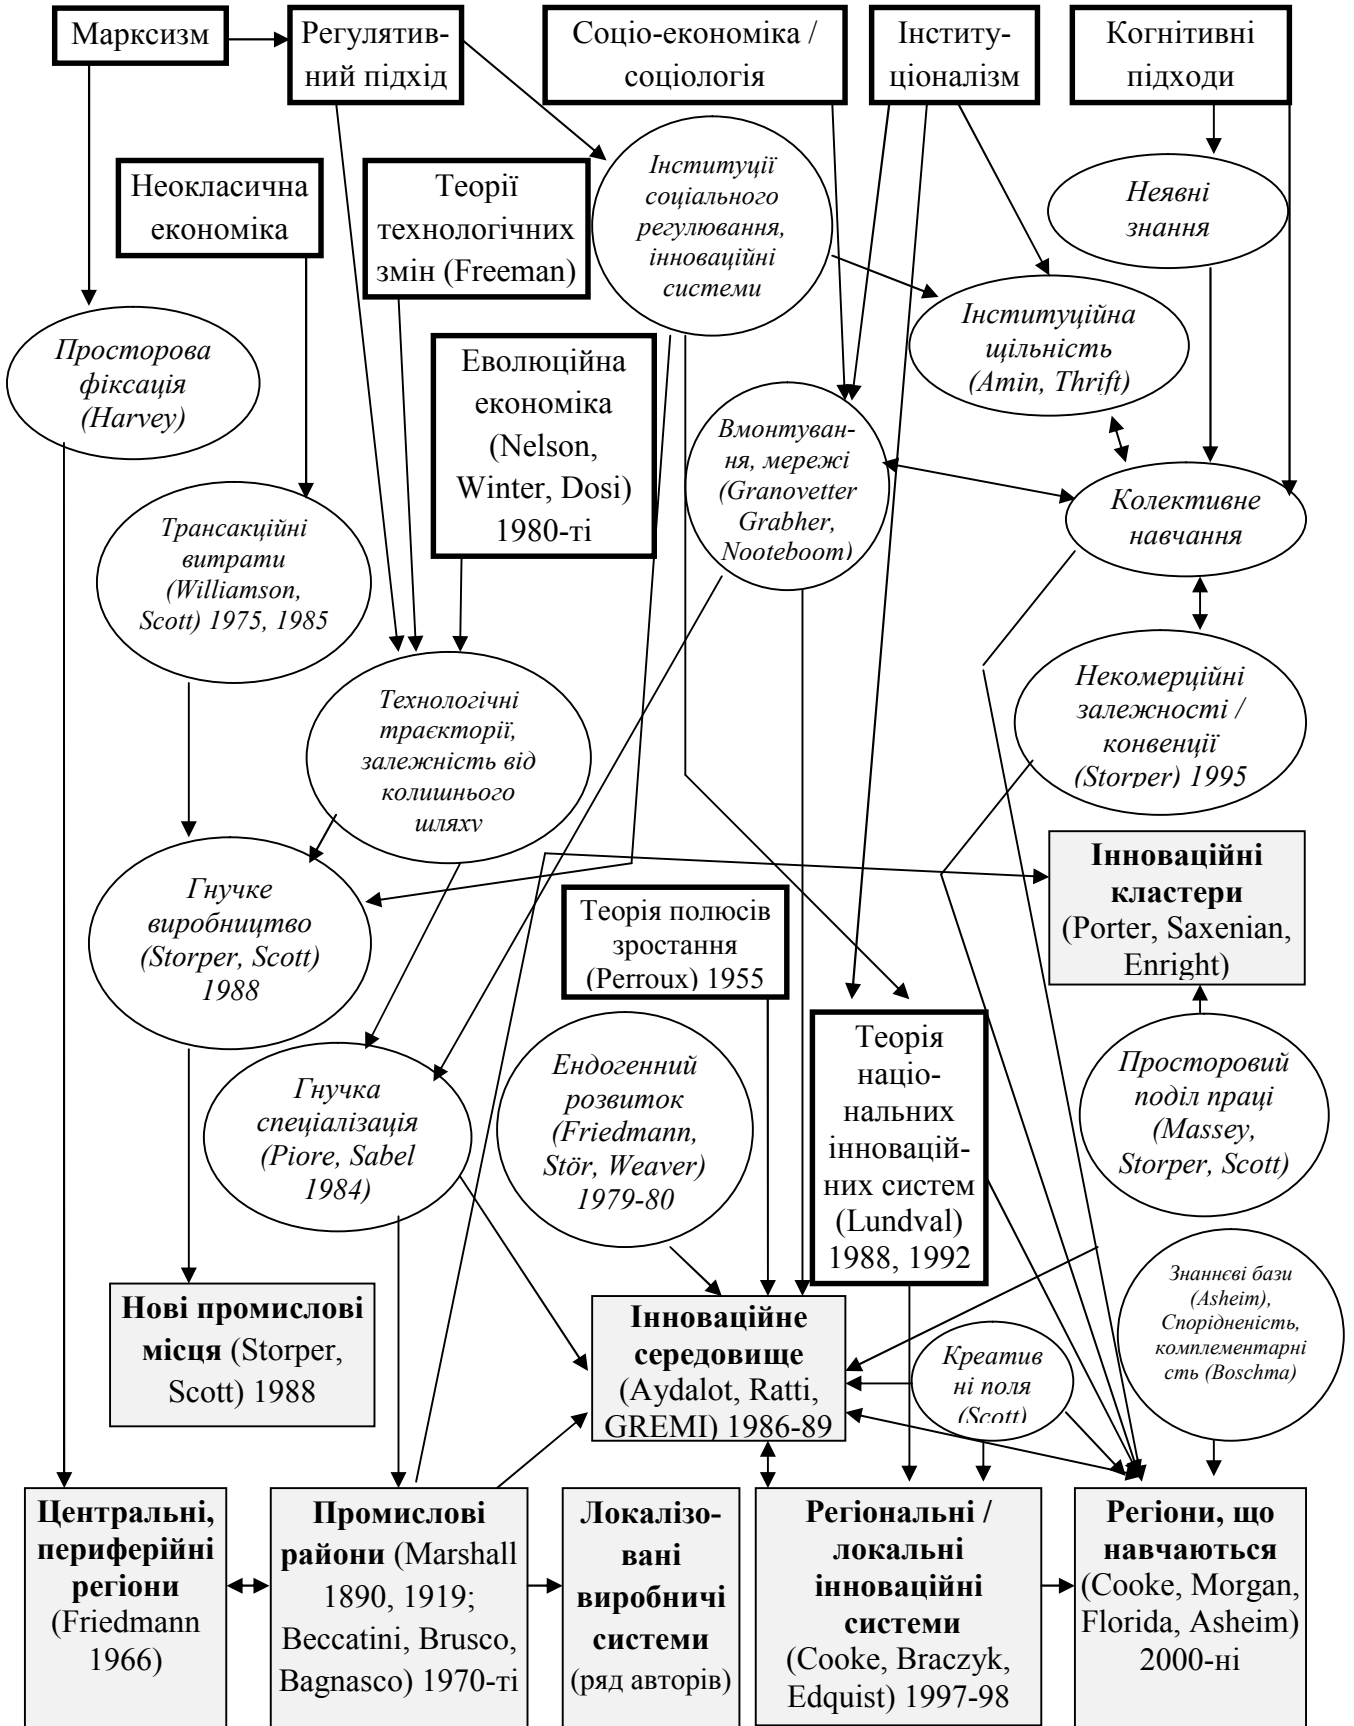 Марксизм
Регулятив-
ний підхід
Соціо-економіка /
соціологія
Інститу-
ціоналізм
Когнітивні
підходи
Неокласична
економіка
Теорії
технологічних
змін (Freeman)
Інституції
соціального
регулювання,
інноваційні
системи
Неявні
знання
Просторова
фіксація
(Harvey)
Еволюційна
економіка
(Nelson,
Winter, Dosi)
1980-ті
Інституційна
щільність
(Amin, Thrift)
Вмонтуван-
ня, мережі
(Granovetter
Grabher,
Nooteboom)
Колективне
навчання
Трансакційні
витрати
(Williamson,
Scott) 1975, 1985
Технологічні
траєкторії,
залежність від
колишнього
шляху
Некомерційні
залежності /
конвенції
(Storper) 1995
Гнучке
виробництво
(Storper, Scott)
1988
Теорія полюсів
зростання
(Perroux) 1955
Інноваційні
кластери
(Porter, Saxenian,
Enright)
Гнучка
спеціалізація
(Piore, Sabel
1984)
Ендогенний
розвиток
(Friedmann,
Stör, Weaver)
1979-80
Теорія
націо-
нальних
інновацій-
них систем
(Lundval)
1988, 1992
Просторовий
поділ праці
(Massey,
Storper, Scott)
Нові промислові
місця (Storper,
Scott) 1988
Інноваційне
середовище
(Aydalot, Ratti,
GREMI) 1986-89
Креатив
ні поля
(Scott)
Знаннєві бази
(Asheim),
Спорідненість,
комплементарні
сть (Boschma)
Центральні,
периферійні
регіони
(Friedmann
1966)
Промислові
райони (Marshall
1890, 1919;
Beccatini, Brusco,
Bagnasco) 1970-ті
Локалізо-
вані
виробничі
системи
(ряд авторів)
Регіональні /
локальні
інноваційні
системи
(Cooke, Braczyk,
Edquist) 1997-98
Регіони, що
навчаються
(Cooke, Morgan,
Florida, Asheim)
2000-ні